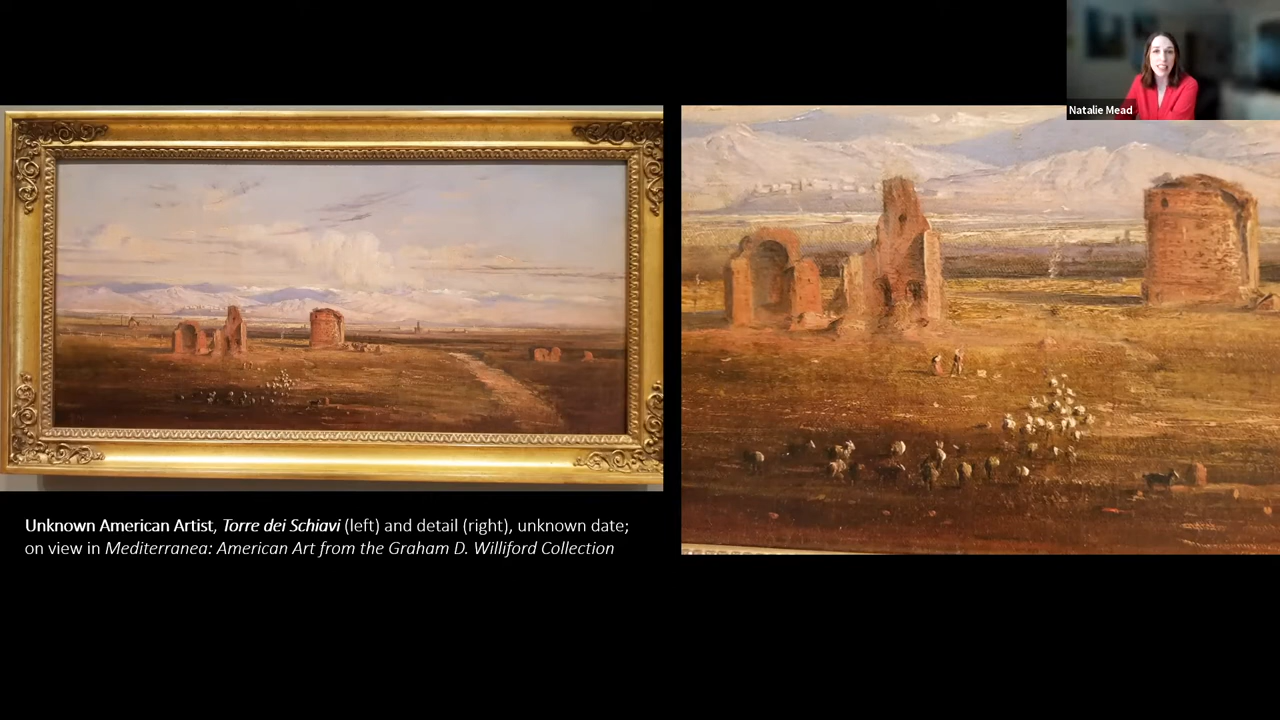 Natalie Mead
Unknown American Artist, Torre dei Schiavi (left) and detail (right), unknown date;
on view in Mediterranea: American Art from the Graham D. Williford Collection